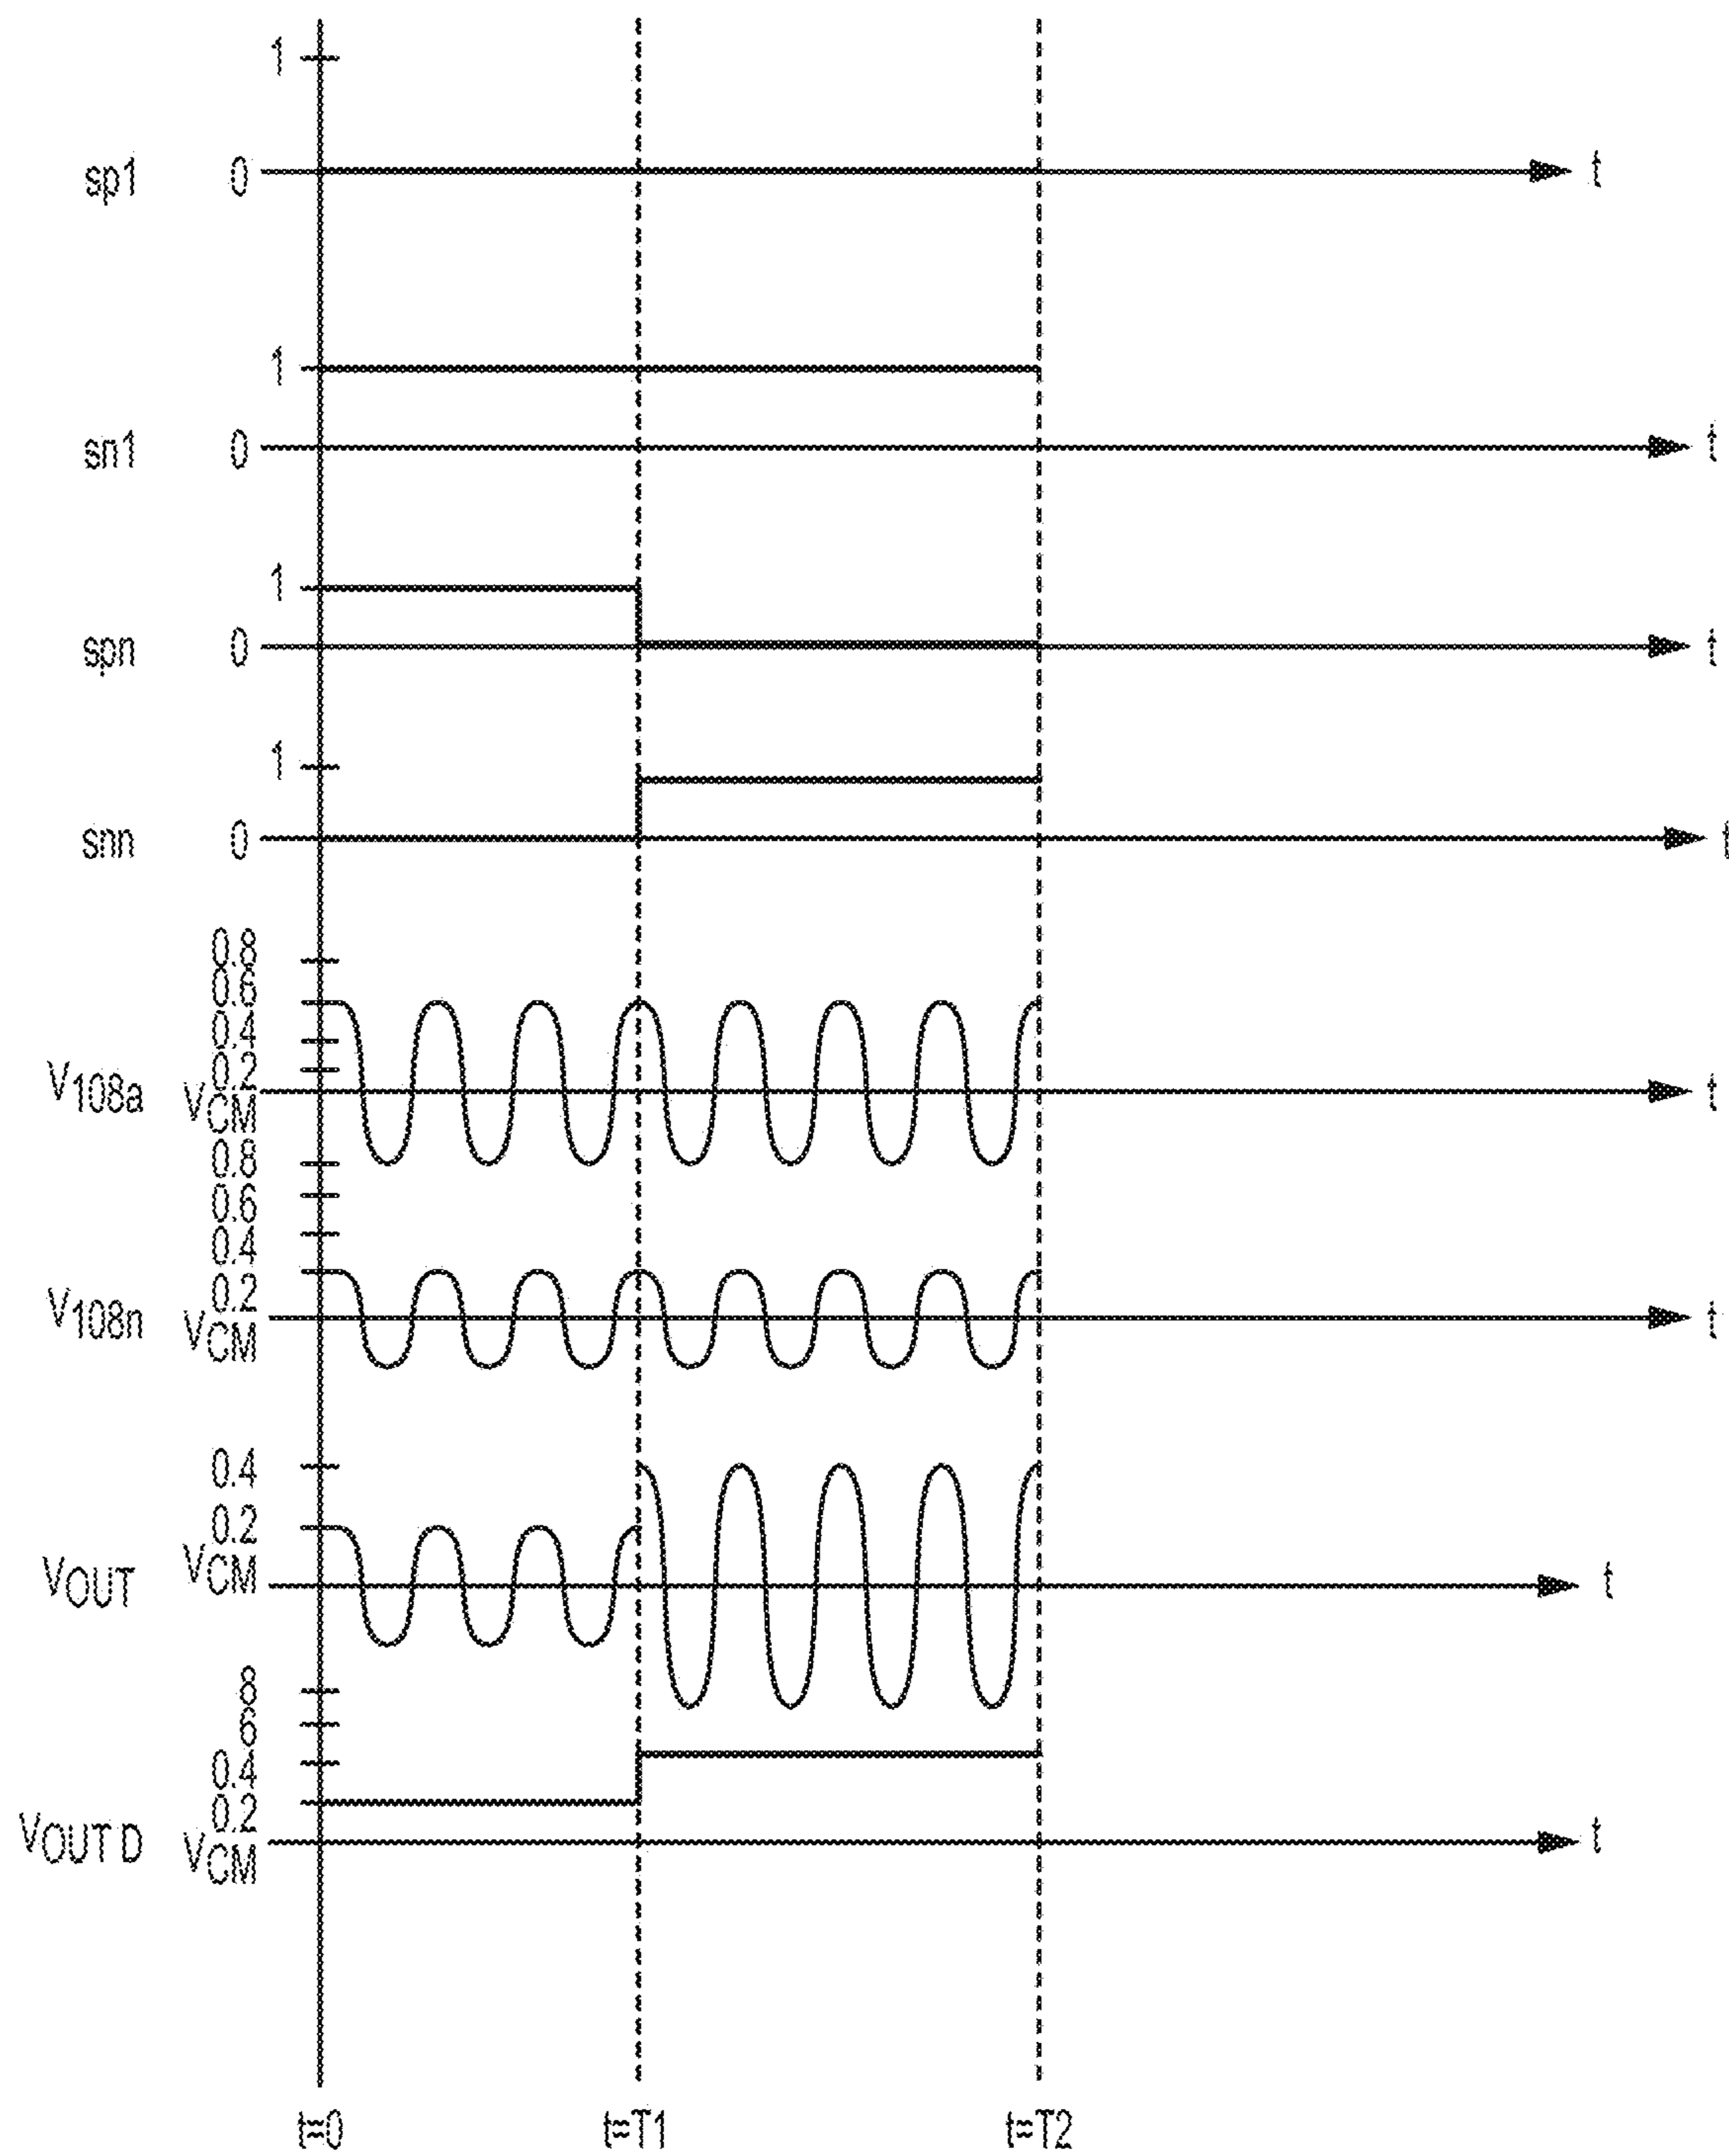 1
sp1 0 t
1
sn1 0 t
1
spn 0 t
1
snn 0 t
0.8
0.6
0.4
0.2
V108a VCM t
0.8
0.6
0.4
0.2
V108n VCM t
0.4
0.2
VOUT VCM t
8
6
0.4
0.2
VOUT D VCM t
t=0 t=T1 t=T2